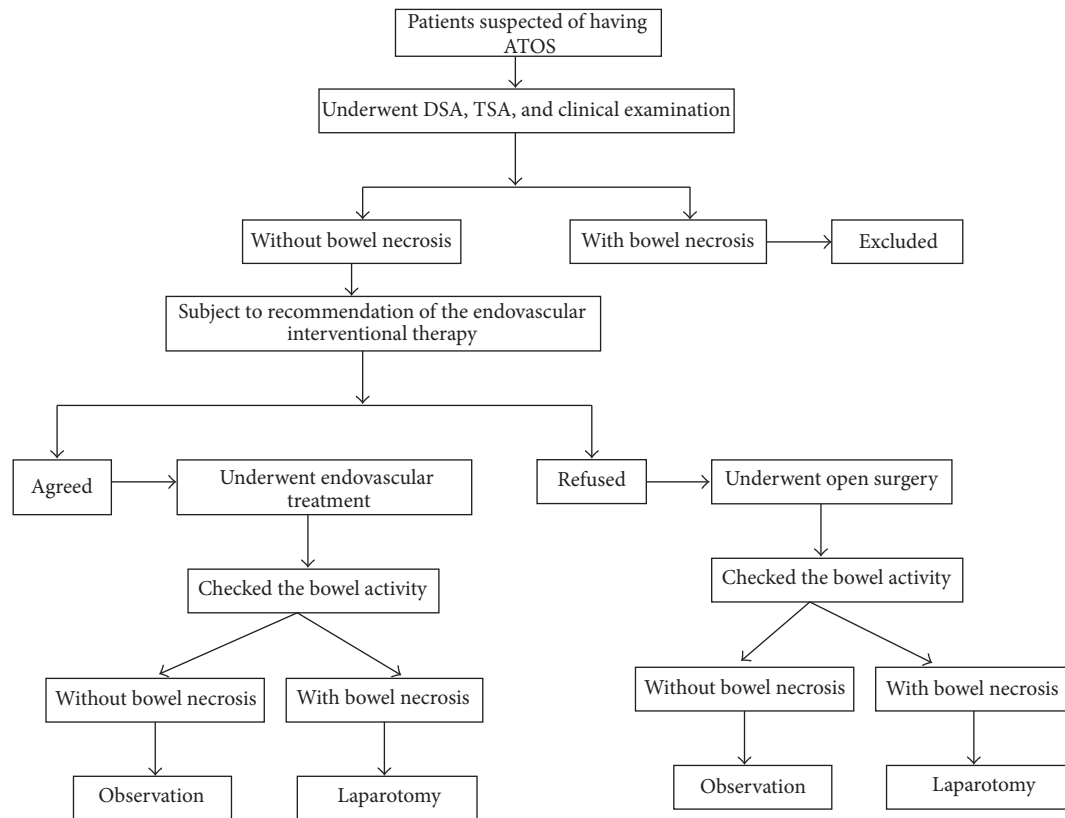 Patients suspected of having
ATOS
Underwent DSA, TSA, and clinical examination
Without bowel necrosis
With bowel necrosis
Excluded
Subject to recommendation of the endovascular
interventional therapy
Agreed
Underwent endovascular
treatment
Refused
Underwent open surgery
Checked the bowel activity
Checked the bowel activity
Without bowel necrosis
With bowel necrosis
Without bowel necrosis
With bowel necrosis
Observation
Laparotomy
Observation
Laparotomy